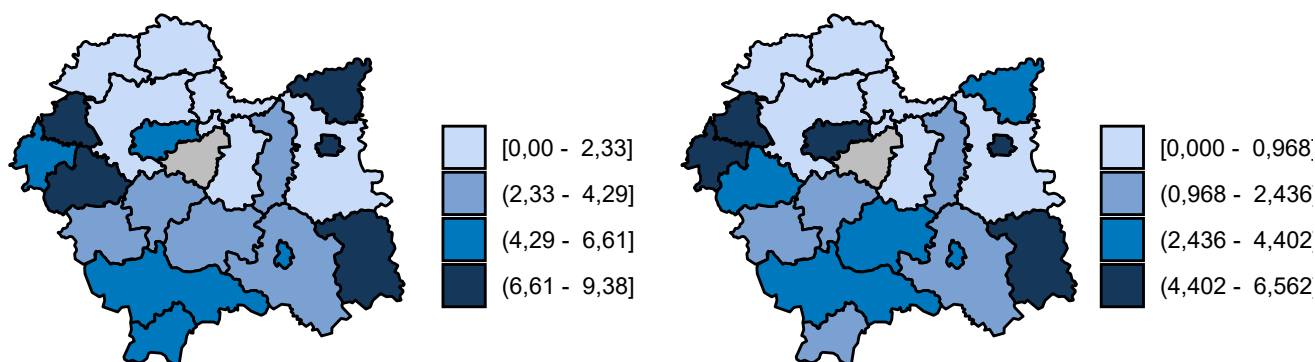 [0,00 - 2,33]
(2,33 - 4,29]
(4,29 - 6,61]
(6,61 - 9,38]
[0,000 - 0,968]
(0,968 - 2,436]
(2,436 - 4,402]
(4,402 - 6,562]